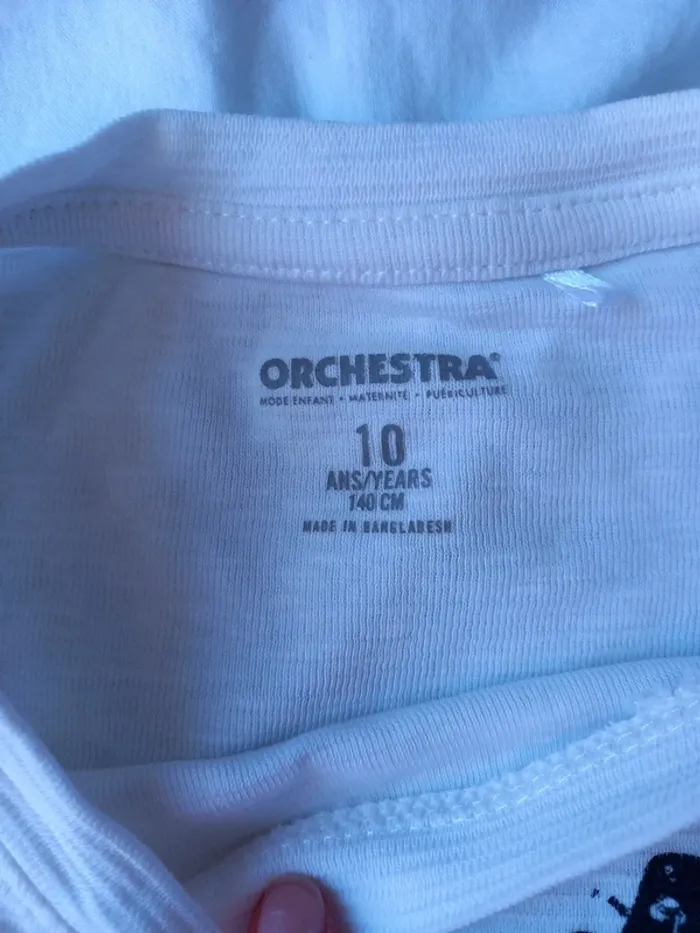 ORCHESTRA®
MODE ENFANT • MATERNITÉ • PUÉRICULTURE
10
ANS/YEARS
140 CM
MADE IN BANGLADESH